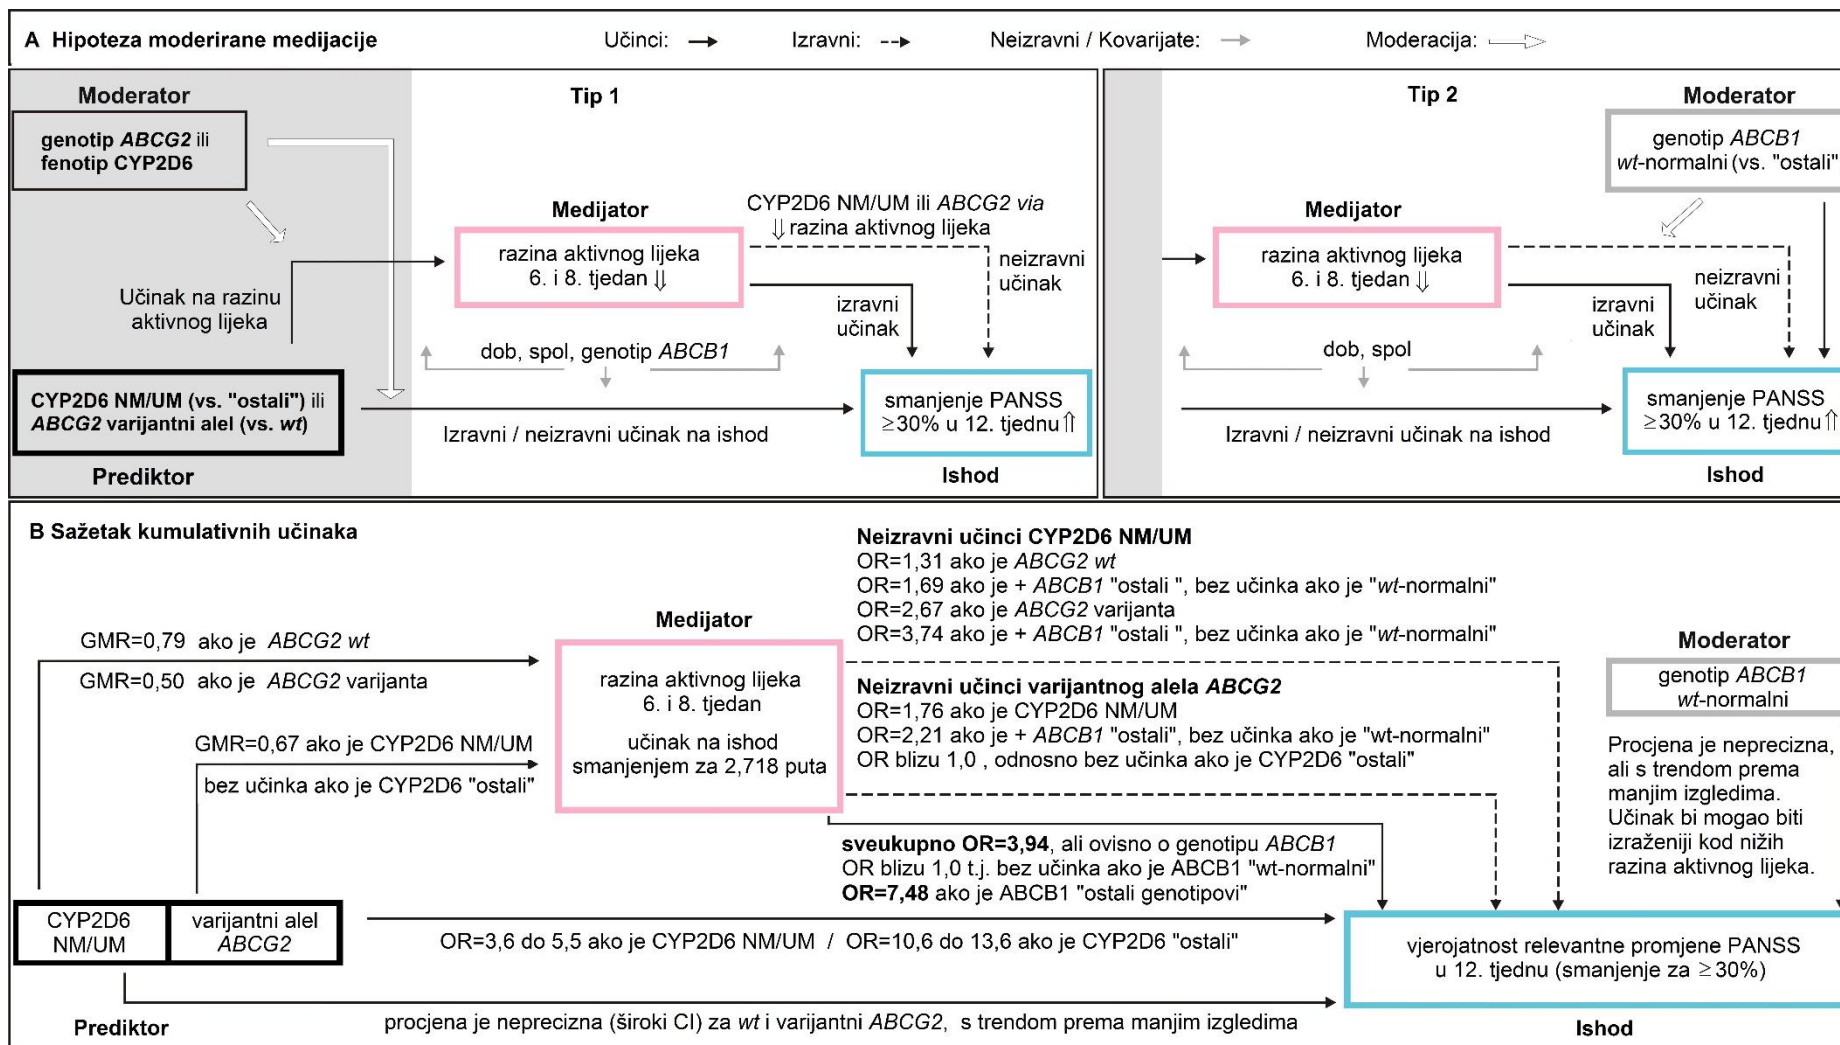 A Hipoteza moderirane medijacije
Učinci:
Izravni:
Neizravni / Kovarijate:
Moderacija:
Moderator
genotip ABCG2 ili
fenotip CYP2D6
Učinak na razinu
aktivnog lijeka
CYP2D6 NM/UM (vs. "ostali") ili
ABCG2 varijantni alel (vs. wt)
Prediktor
Tip 1
Medijator
razina aktivnog lijeka
6. i 8. tjedan ⇓
CYP2D6 NM/UM ili ABCG2 via
⇓ razina aktivnog lijeka
neizravni
učinak
izravni
učinak
dob, spol, genotip ABCB1
Izravni / neizravni učinak na ishod
smanjenje PANSS
≥30% u 12. tjednu⇑
Ishod
Tip 2
Moderator
genotip ABCB1
wt-normalni (vs. "ostali")
Medijator
razina aktivnog lijeka
6. i 8. tjedan ⇓
neizravni
učinak
izravni
učinak
dob, spol
Izravni / neizravni učinak na ishod
smanjenje PANSS
≥30% u 12. tjednu⇑
Ishod
B Sažetak kumulativnih učinaka
GMR=0,79 ako je ABCG2 wt
GMR=0,50 ako je ABCG2 varijanta
GMR=0,67 ako je CYP2D6 NM/UM
bez učinka ako je CYP2D6 "ostali"
Medijator
razina aktivnog lijeka
6. i 8. tjedan
učinak na ishod
smanjenjem za 2,718 puta
Neizravni učinci CYP2D6 NM/UM
OR=1,31 ako je ABCG2 wt
OR=1,69 ako je + ABCB1 "ostali ", bez učinka ako je "wt-normalni"
OR=2,67 ako je ABCG2 varijanta
OR=3,74 ako je + ABCB1 "ostali ", bez učinka ako je "wt-normalni"
Neizravni učinci varijantnog alela ABCG2
OR=1,76 ako je CYP2D6 NM/UM
OR=2,21 ako je + ABCB1 "ostali", bez učinka ako je "wt-normalni"
OR blizu 1,0 , odnosno bez učinka ako je CYP2D6 "ostali"
sveukupno OR=3,94, ali ovisno o genotipu ABCB1
OR blizu 1,0 t.j. bez učinka ako je ABCB1 "wt-normalni"
OR=7,48 ako je ABCB1 "ostali genotipovi"
Moderator
genotip ABCB1
wt-normalni
Procjena je neprecizna,
ali s trendom prema
manjim izgledima.
Učinak bi mogao biti
izraženiji kod nižih
razina aktivnog lijeka.
CYP2D6
NM/UM
varijantni alel
ABCG2
OR=3,6 do 5,5 ako je CYP2D6 NM/UM / OR=10,6 do 13,6 ako je CYP2D6 "ostali"
vjerojatnost relevantne promjene PANSS
u 12. tjednu (smanjenje za ≥ 30%)
Prediktor
procjena je neprecizna (široki CI) za wt i varijantni ABCG2, s trendom prema manjim izgledima
Ishod